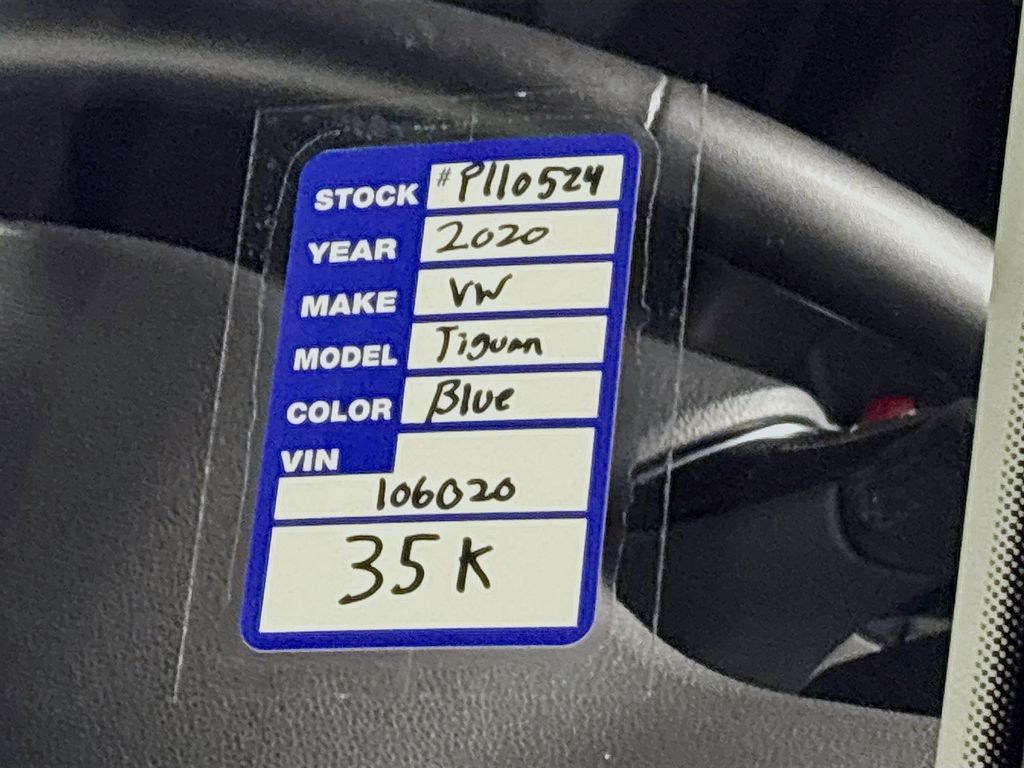 STOCK # P110524
YEAR 2020
MAKE VW
MODEL Tiguan
COLOR Blue
VIN
106020
35K